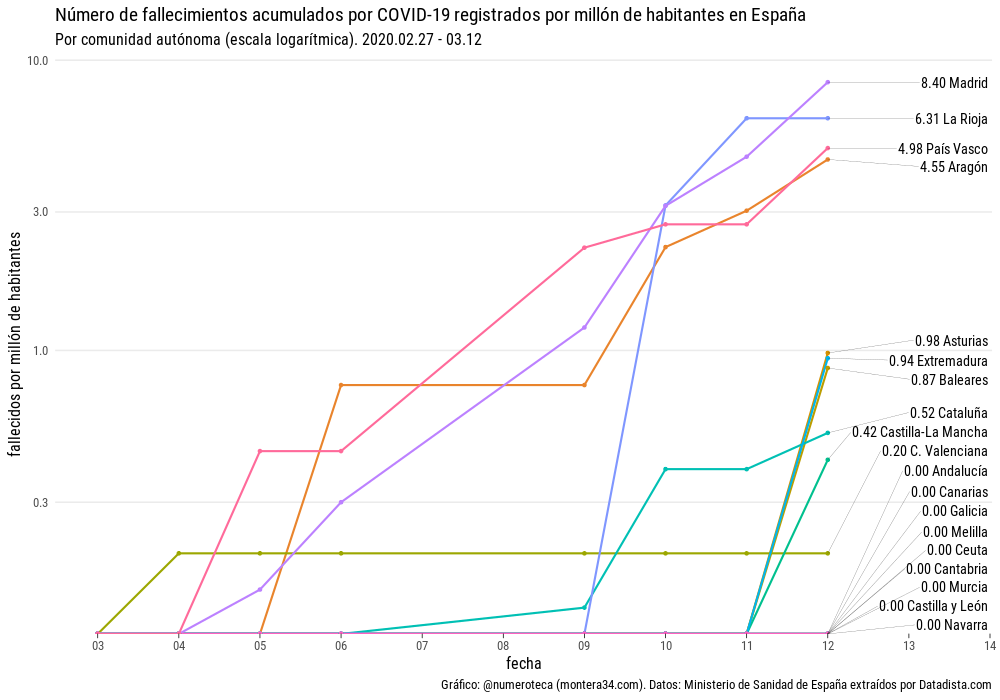 Número de fallecimientos acumulados por COVID-19 registrados por millón de habitantes en España
Por comunidad autónoma (escala logarítmica). 2020.02.27 - 03.12
fallecidos por millón de habitantes
10.0
3.0
1.0
0.3
8.40 Madrid
6.31 La Rioja
4.98 País Vasco
4.55 Aragón
0.98 Asturias
0.94 Extremadura
0.87 Baleares
0.52 Cataluña
0.42 Castilla-La Mancha
0.20 C. Valenciana
0.00 Andalucía
0.00 Canarias
0.00 Galicia
0.00 Melilla
0.00 Ceuta
0.00 Cantabria
0.00 Murcia
0.00 Castilla y León
0.00 Navarra
03 04 05 06 07 08 09 10 11 12 13 14
fecha
Gráfico: @numeroteca (montera34.com). Datos: Ministerio de Sanidad de España extraídos por Datadista.com